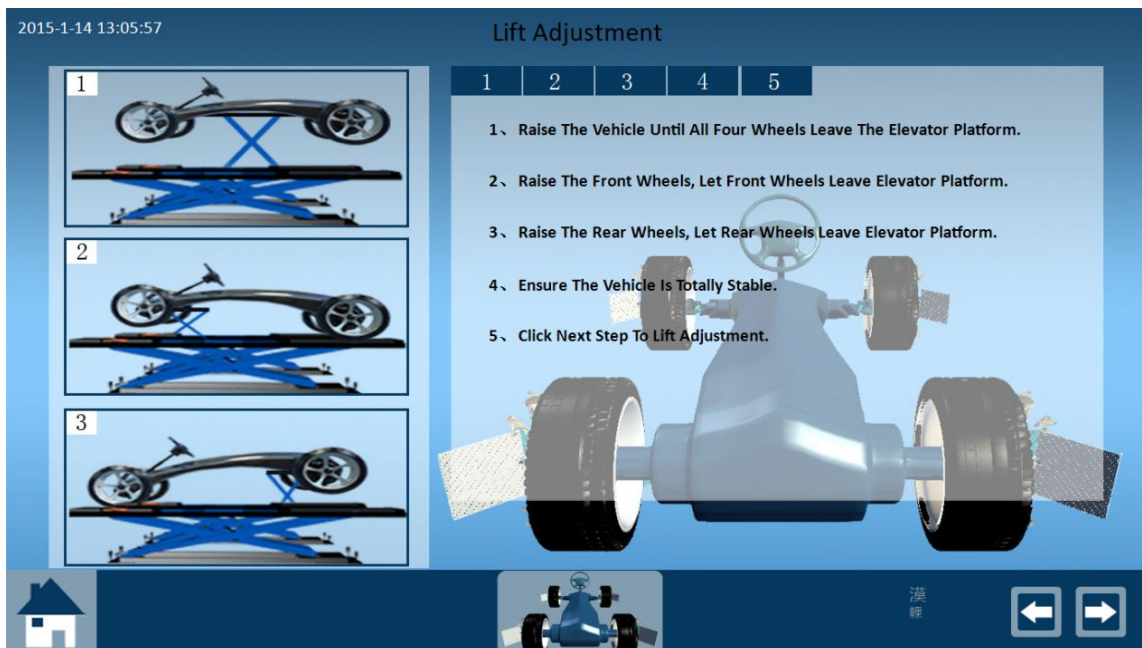 2015-1-14 13:05:57
Lift Adjustment
1
2
3
1 2 3 4 5
1、Raise The Vehicle Until All Four Wheels Leave The Elevator Platform.
2、Raise The Front Wheels, Let Front Wheels Leave Elevator Platform.
3、Raise The Rear Wheels, Let Rear Wheels Leave Elevator Platform.
4、Ensure The Vehicle Is Totally Stable.
5、Click Next Step To Lift Adjustment.
漠